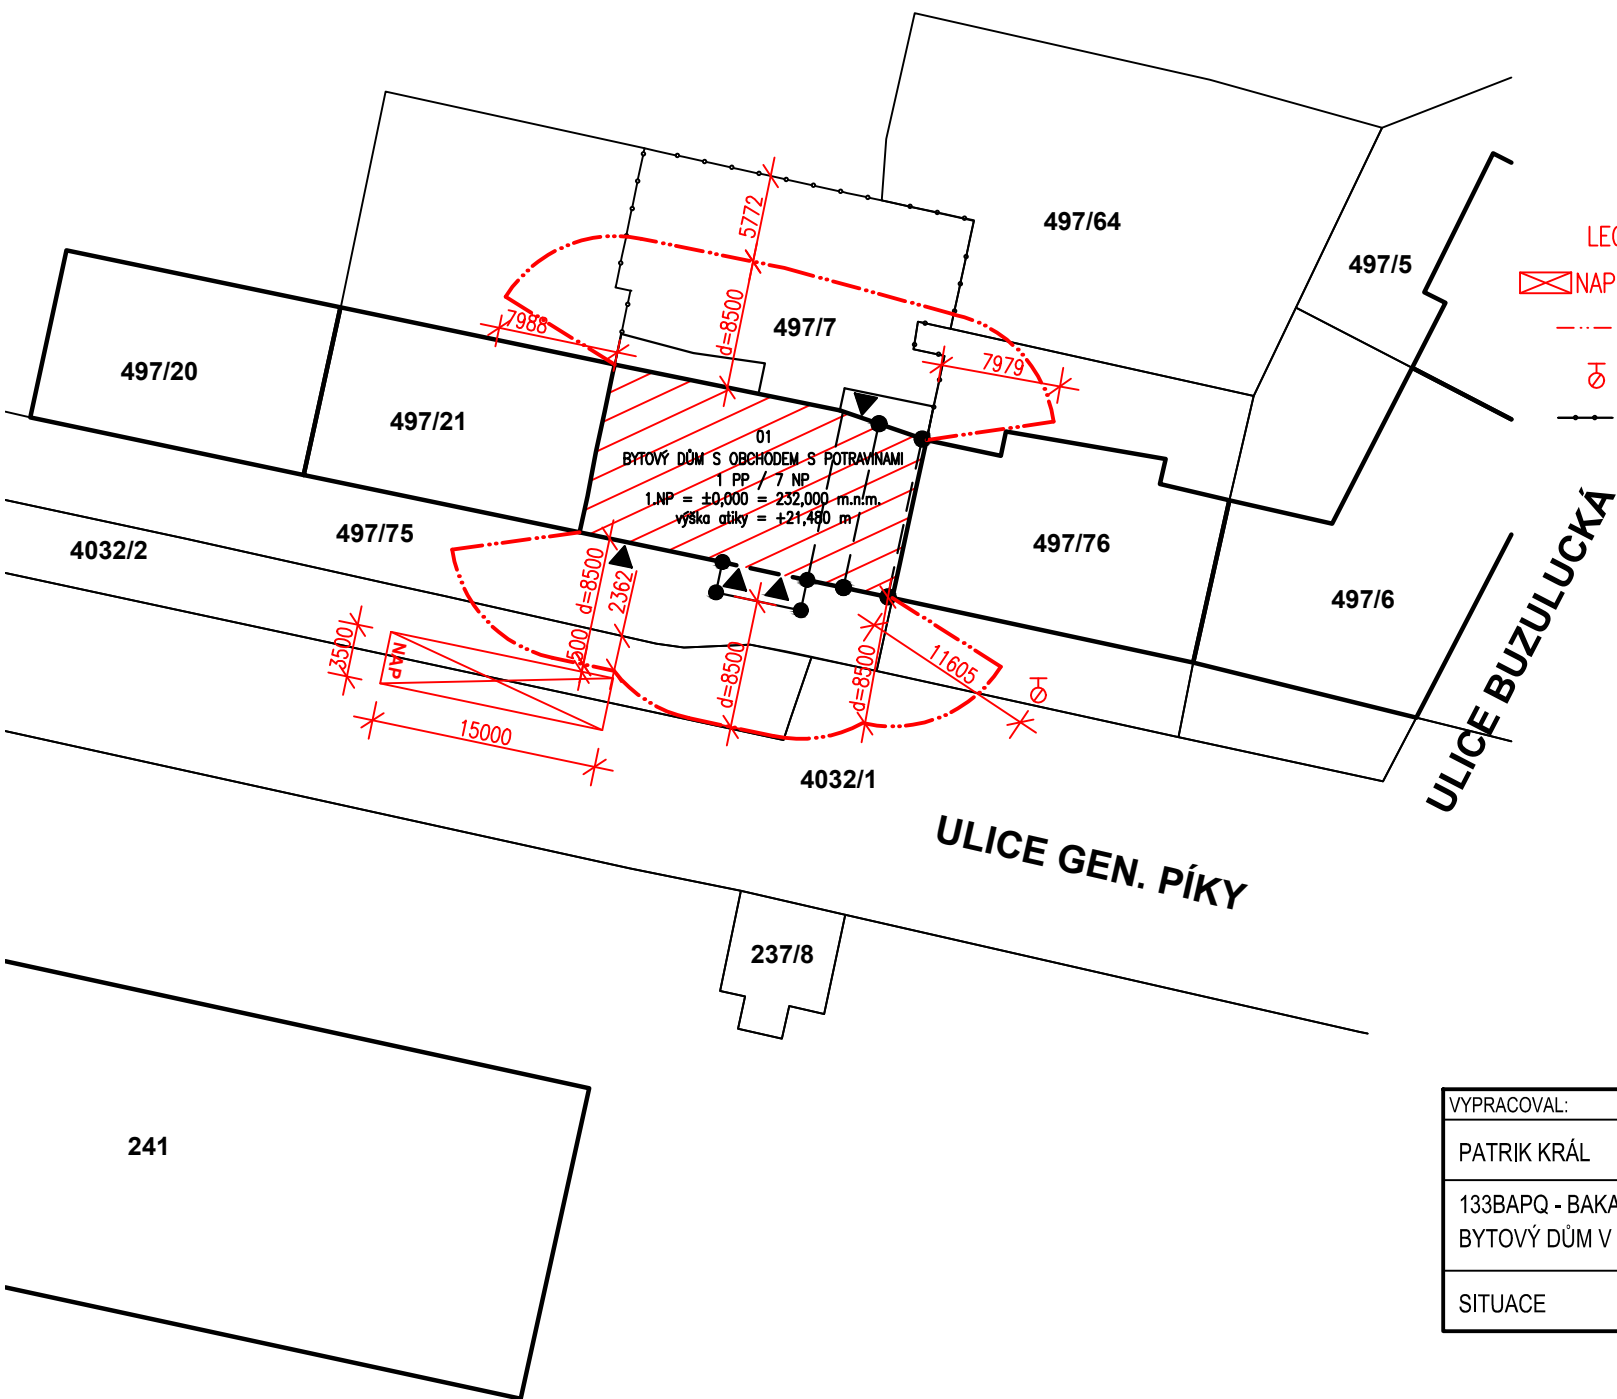 497/64
497/5
LEG
NAP
5772
d=8500
497/7
7988
7979
497/20
497/21
01
BYTOVÝ DŮM S OBCHODEM S POTRAVINAMI
1 PP / 7 NP
1.NP = ±0,000 = 232,000 m.n.m.
výška atiky = +21,480 m
497/75
4032/2
497/76
497/6
ULICE BUZULUCKÁ
d=8500
2362
500
3500
NAP
15000
d=8500
d=8500
11605
4032/1
ULICE GEN. PÍKY
237/8
241
VYPRACOVAL:
PATRIK KRÁL
133BAPQ - BAKA
BYTOVÝ DŮM V
SITUACE